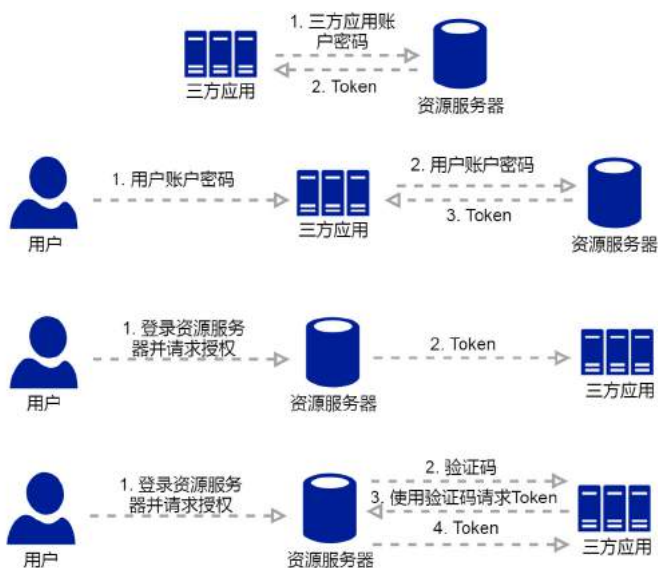 1. 三方应用账
户密码
2. Token
三方应用
资源服务器
1. 用户账户密码
2. 用户账户密码
3. Token
用户
三方应用
资源服务器
1. 登录资源服务
器并请求授权
2. Token
用户
资源服务器
三方应用
1. 登录资源服务
器并请求授权
2. 验证码
3. 使用验证码请求Token
4. Token
用户
资源服务器
三方应用